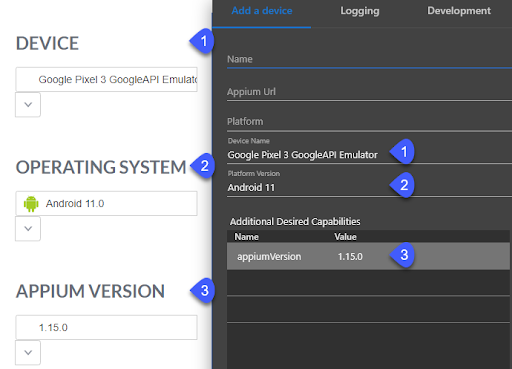 DEVICE
1
Google Pixel 3 GoogleAPI Emulato
OPERATING SYSTEM
2
Android 11.0
APPIUM VERSION
3
1.15.0
Add a device Logging Development
Name
Appium Url
Platform
Device Name
Google Pixel 3 GoogleAPI Emulator
1
Platform Version
Android 11
2
Additional Desired Capabilities
Name Value
appiumVersion 1.15.0
3